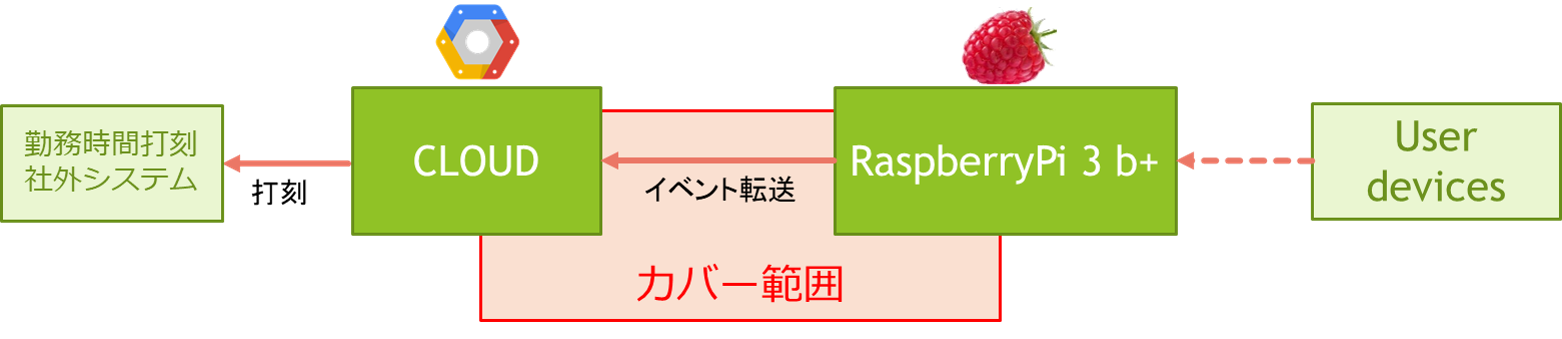 勤務時間打刻
社外システム
打刻
CLOUD
イベント転送
RaspberryPi 3 b+
User
devices
カバー範囲